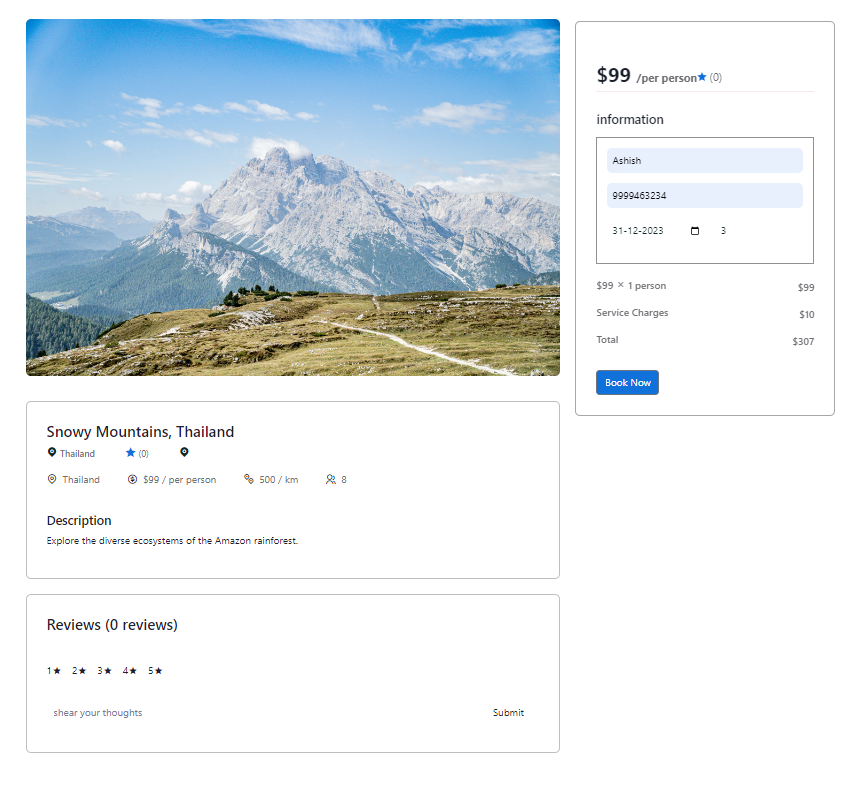 $99 /per person★ (0)
information
Ashish
9999463234
31-12-2023 3
$99 × 1 person $99
Service Charges $10
Total $307
Book Now
Snowy Mountains, Thailand
Thailand ★ (0)
Thailand $99 / per person 500 / km 8
Description
Explore the diverse ecosystems of the Amazon rainforest.
Reviews (0 reviews)
1★ 2★ 3★ 4★ 5★
shear your thoughts Submit